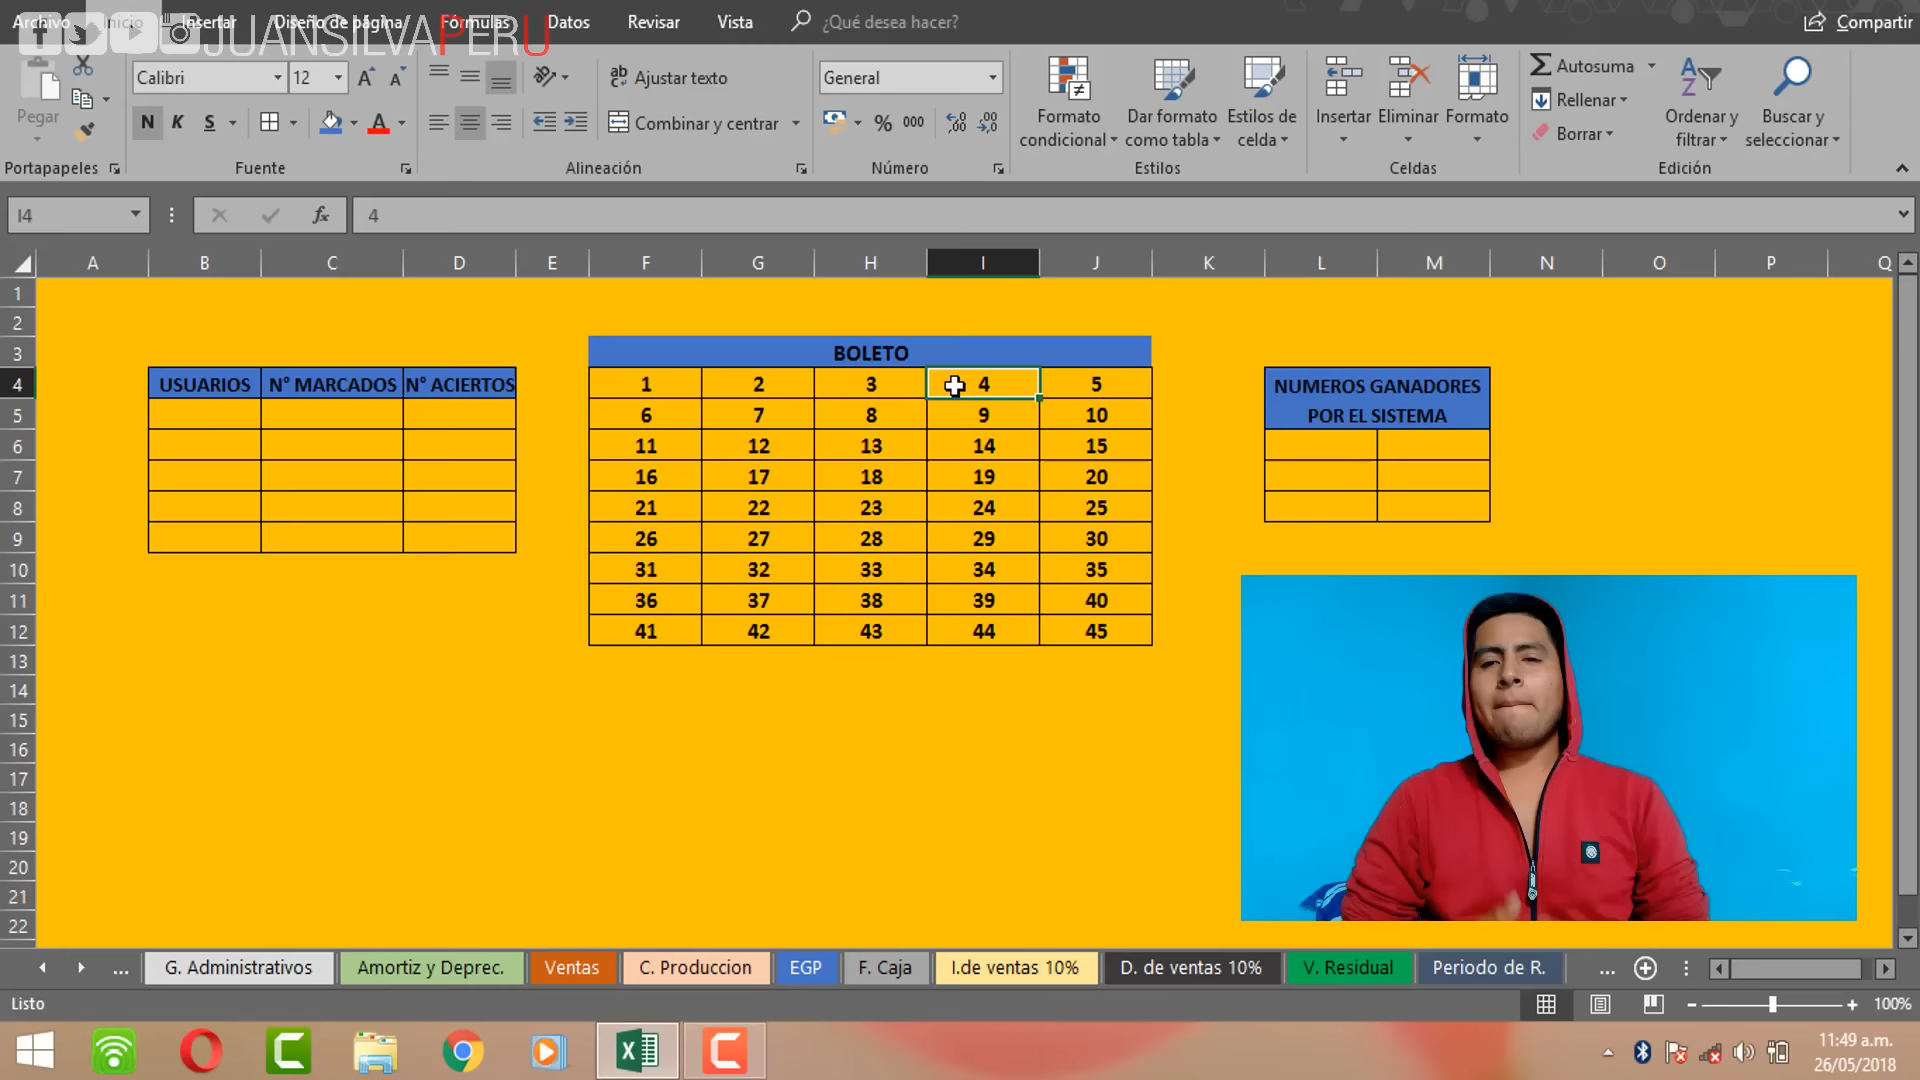 Archivo Inicio Insertar Diseño de página Fórmulas Datos Revisar Vista ¿Qué desea hacer? Compartir
JUANSILVAPERU
Pegar
Portapapeles
Calibri 12
N K S
Fuente
Ajustar texto
Combinar y centrar
Alineación
General
% 000
Número
Formato condicional
Dar formato como tabla
Estilos de celda
Estilos
Insertar Eliminar Formato
Celdas
Autosuma
Rellenar
Borrar
Ordenar y filtrar
Buscar y seleccionar
Edición
I4 fx 4
A B C D E F G H I J K L M N O P Q
1
2
3 BOLETO
4 USUARIOS N° MARCADOS N° ACIERTOS 1 2 3 4 5 NUMEROS GANADORES
5 6 7 8 9 10 POR EL SISTEMA
6 11 12 13 14 15
7 16 17 18 19 20
8 21 22 23 24 25
9 26 27 28 29 30
10 31 32 33 34 35
11 36 37 38 39 40
12 41 42 43 44 45
13
14
15
16
17
18
19
20
21
22
... G. Administrativos Amortiz y Deprec. Ventas C. Produccion EGP F. Caja I.de ventas 10% D. de ventas 10% V. Residual Periodo de R. ...
Listo 100%
11:49 a.m.
26/05/2018